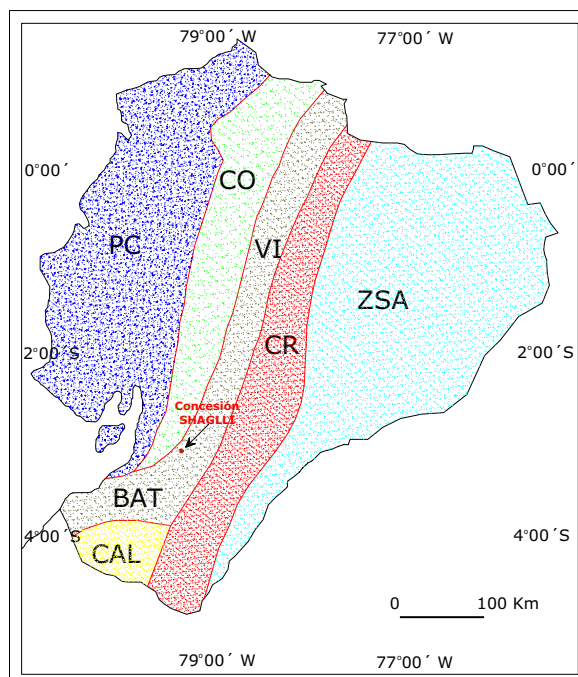 79°00´ W
77°00´ W
0°00´
0°00´
CO
PC
VI
ZSA
CR
2°00´S
2°00´S
Concesión
SHAGLLI
BAT
4°00´S
4°00´S
CAL
0
100 Km
79°00´ W
77°00´ W